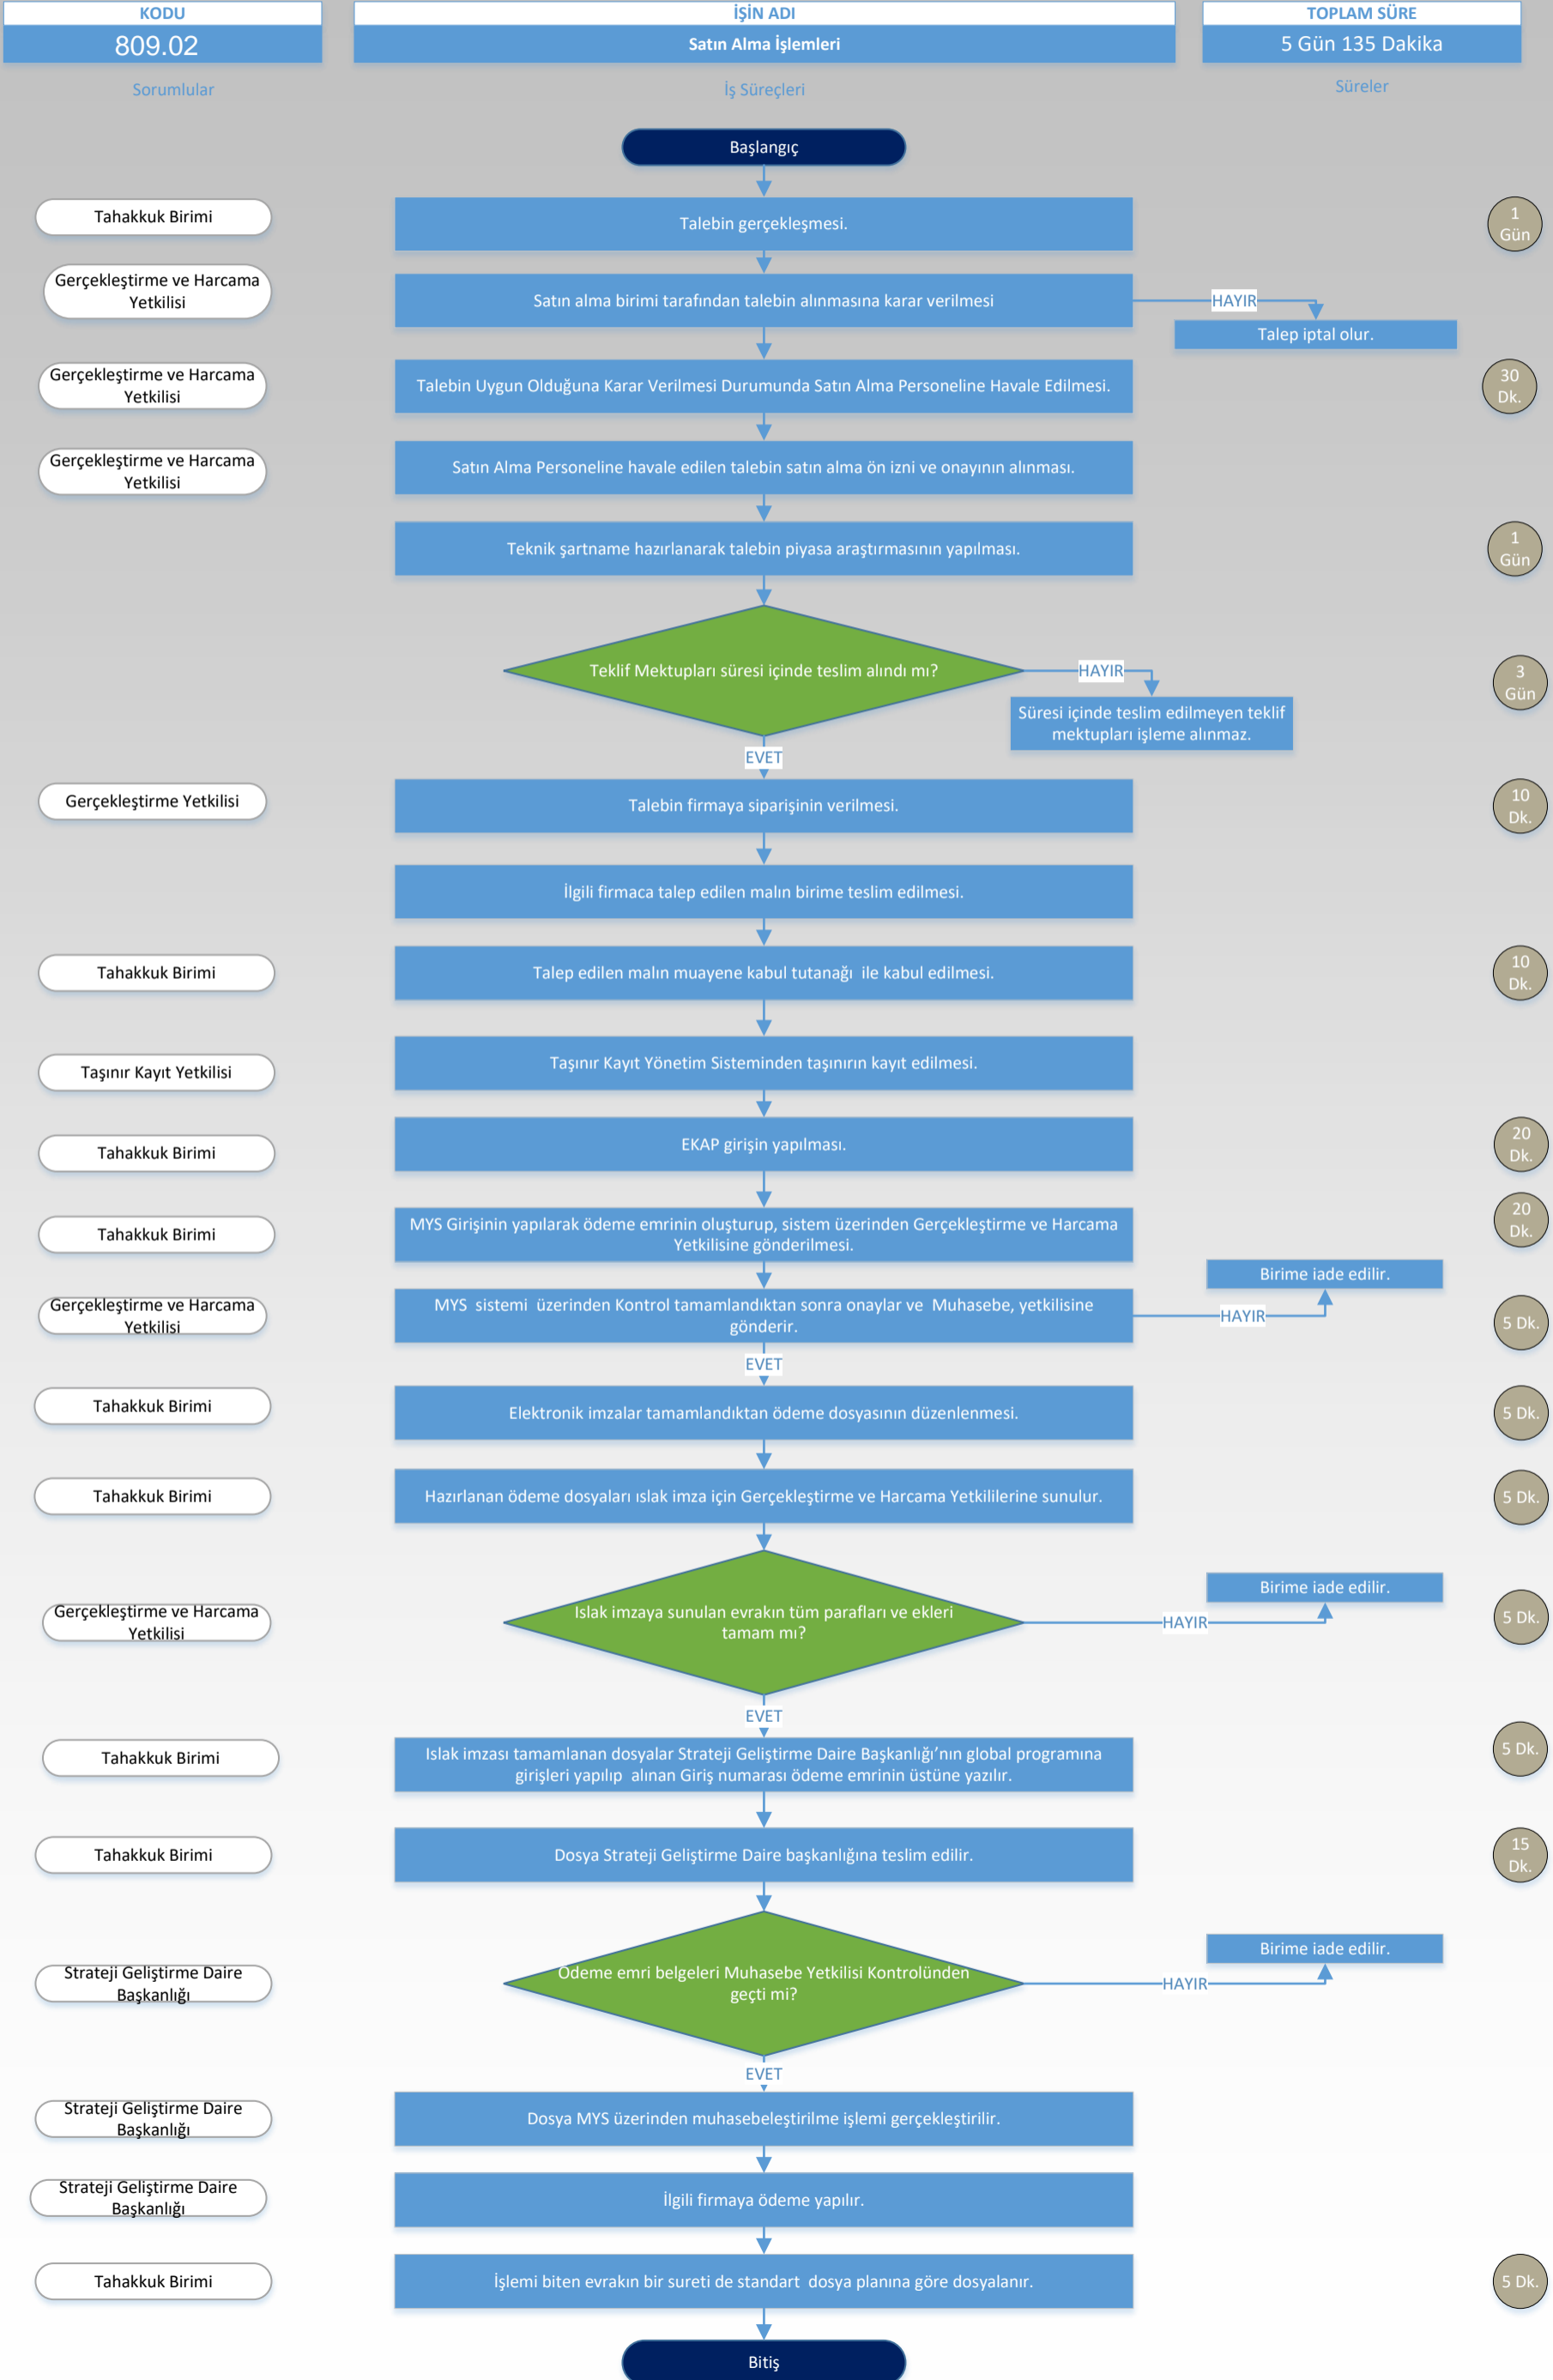 KODU
İŞİN ADI
TOPLAM SÜRE
809.02
Satın Alma İşlemleri
5 Gün 135 Dakika
Sorumlular
İş Süreçleri
Süreler
Başlangıç
Tahakkuk Birimi
Talebin gerçekleşmesi.
1
Gün
Gerçekleştirme ve Harcama
Yetkilisi
Satın alma birimi tarafından talebin alınmasına karar verilmesi
HAYIR
Talep iptal olur.
Gerçekleştirme ve Harcama
Yetkilisi
Talebin Uygun Olduğuna Karar Verilmesi Durumunda Satın Alma Personeline Havale Edilmesi.
30
Dk.
Gerçekleştirme ve Harcama
Yetkilisi
Satın Alma Personeline havale edilen talebin satın alma ön izni ve onayının alınması.
Teknik şartname hazırlanarak talebin piyasa araştırmasının yapılması.
1
Gün
Teklif Mektupları süresi içinde teslim alındı mı?
HAYIR
3
Gün
Süresi içinde teslim edilmeyen teklif
mektupları işleme alınmaz.
EVET
Gerçekleştirme Yetkilisi
Talebin firmaya siparişinin verilmesi.
10
Dk.
İlgili firmaca talep edilen malın birime teslim edilmesi.
Tahakkuk Birimi
Talep edilen malın muayene kabul tutanağı  ile kabul edilmesi.
10
Dk.
Taşınır Kayıt Yetkilisi
Taşınır Kayıt Yönetim Sisteminden taşınırın kayıt edilmesi.
Tahakkuk Birimi
EKAP girişin yapılması.
20
Dk.
Tahakkuk Birimi
MYS Girişinin yapılarak ödeme emrinin oluşturup, sistem üzerinden Gerçekleştirme ve Harcama
Yetkilisine gönderilmesi.
20
Dk.
Birime iade edilir.
Gerçekleştirme ve Harcama
Yetkilisi
MYS  sistemi  üzerinden Kontrol tamamlandıktan sonra onaylar ve  Muhasebe, yetkilisine
gönderir.
HAYIR
5 Dk.
EVET
Tahakkuk Birimi
Elektronik imzalar tamamlandıktan ödeme dosyasının düzenlenmesi.
5 Dk.
Tahakkuk Birimi
Hazırlanan ödeme dosyaları ıslak imza için Gerçekleştirme ve Harcama Yetkililerine sunulur.
5 Dk.
Birime iade edilir.
Gerçekleştirme ve Harcama
Yetkilisi
Islak imzaya sunulan evrakın tüm parafları ve ekleri
tamam mı?
HAYIR
5 Dk.
EVET
Tahakkuk Birimi
Islak imzası tamamlanan dosyalar Strateji Geliştirme Daire Başkanlığı’nın global programına
girişleri yapılıp  alınan Giriş numarası ödeme emrinin üstüne yazılır.
5 Dk.
Tahakkuk Birimi
Dosya Strateji Geliştirme Daire başkanlığına teslim edilir.
15
Dk.
Birime iade edilir.
Strateji Geliştirme Daire
Başkanlığı
Ödeme emri belgeleri Muhasebe Yetkilisi Kontrolünden
geçti mi?
HAYIR
EVET
Strateji Geliştirme Daire
Başkanlığı
Dosya MYS üzerinden muhasebeleştirilme işlemi gerçekleştirilir.
Strateji Geliştirme Daire
Başkanlığı
İlgili firmaya ödeme yapılır.
Tahakkuk Birimi
İşlemi biten evrakın bir sureti de standart  dosya planına göre dosyalanır.
5 Dk.
Bitiş